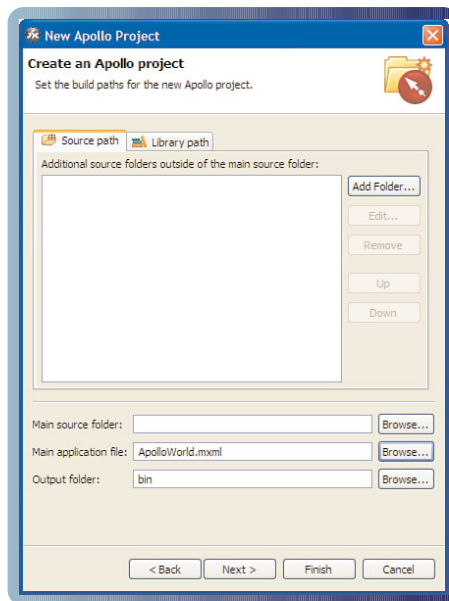 New Apollo Project
Create an Apollo project
Set the build paths for the new Apollo project.
Source path
Library path
Additional source folders outside of the main source folder:
Add Folder...
Edit...
Remove
Up
Down
Main source folder:
Browse...
Main application file: ApolloWorld.mxml
Browse...
Output folder: bin
Browse...
< Back
Next >
Finish
Cancel